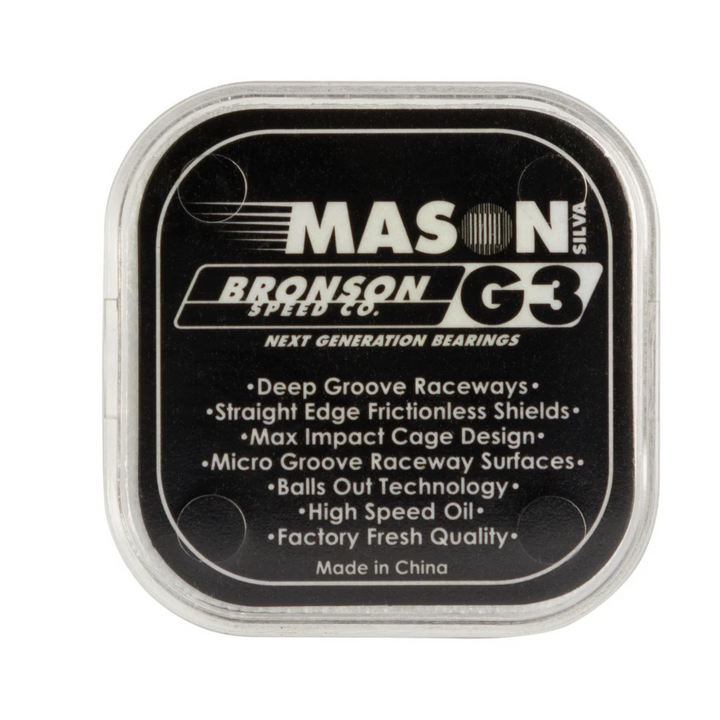 MASON
SILVA
BRONSON G3
SPEED CO.
NEXT GENERATION BEARINGS
•Deep Groove Raceways•
•Straight Edge Frictionless Shields•
•Max Impact Cage Design•
•Micro Groove Raceway Surfaces•
•Balls Out Technology•
•High Speed Oil•
•Factory Fresh Quality•
Made in China